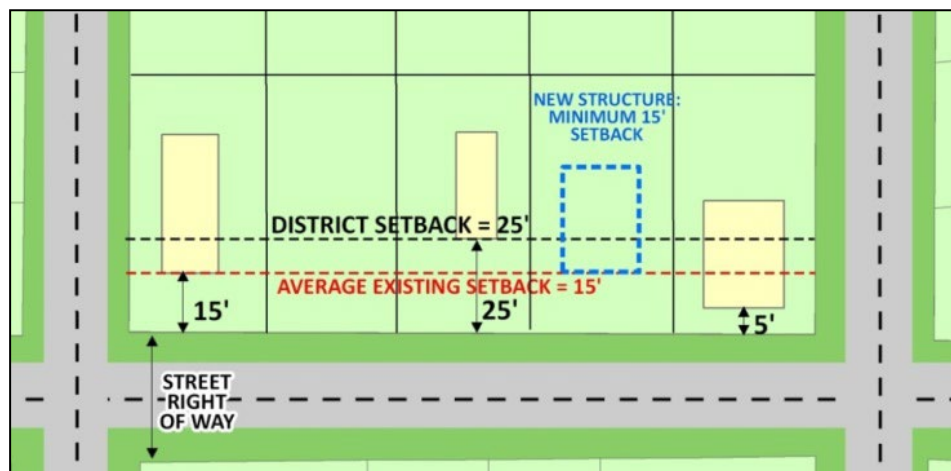 NEW STRUCTURE:
MINIMUM 15'
SETBACK
DISTRICT SETBACK = 25'
AVERAGE EXISTING SETBACK = 15'
15'
25'
5'
STREET
RIGHT
OF WAY